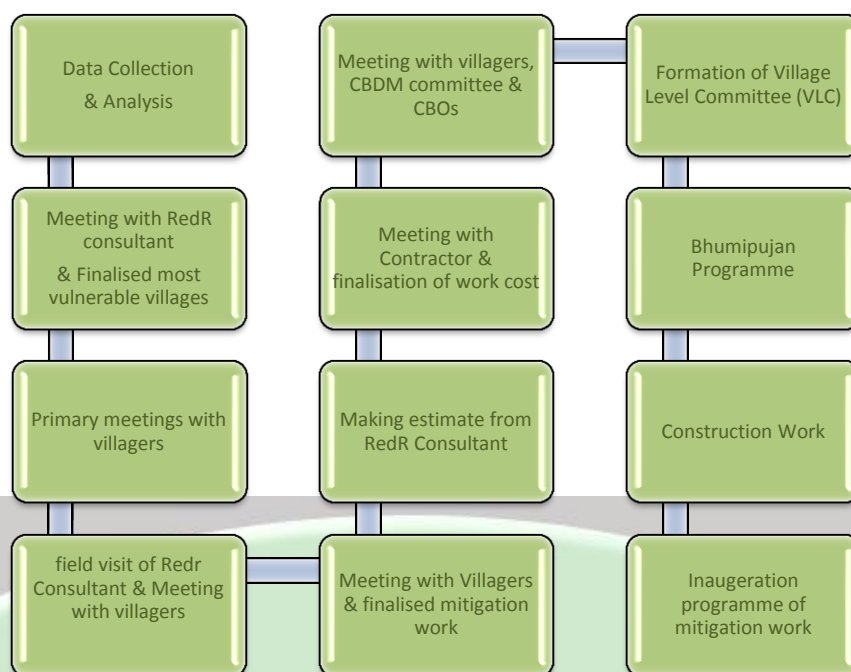 Data Collection
& Analysis
Meeting with RedR
consultant
& Finalised most
vulnerable villages
Primary meetings with
villagers
field visit of Redr
Consultant & Meeting
with villagers
Meeting with Villagers
& finalised mitigation
work
Making estimate from
RedR Consultant
Meeting with
Contractor &
finalisation of work cost
Meeting with villagers,
CBDM committee &
CBOs
Formation of Village
Level Committee (VLC)
Bhumipujan
Programme
Construction Work
Inaugeration
programme of
mitigation work